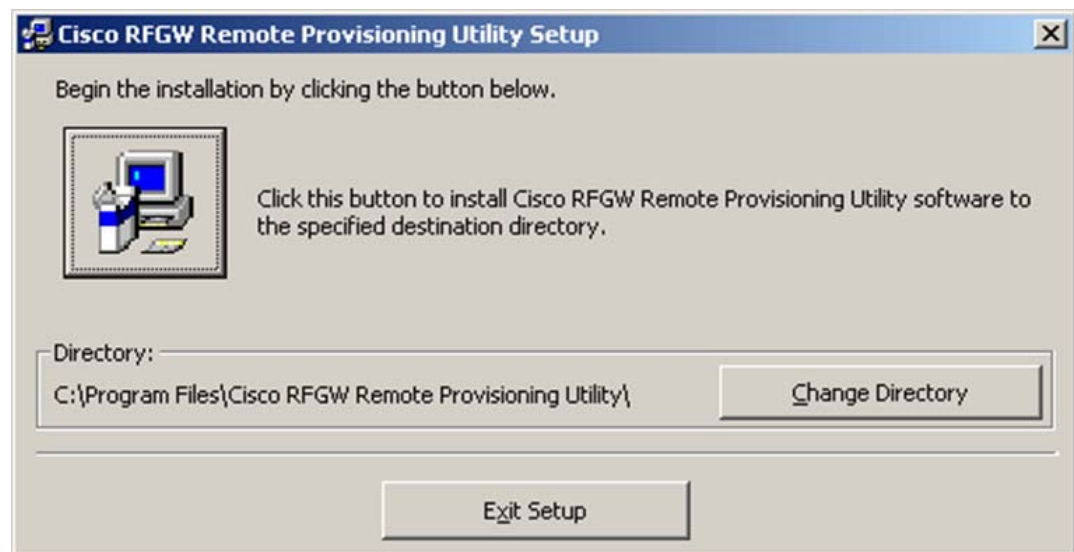 Cisco RFGW Remote Provisioning Utility Setup
Begin the installation by clicking the button below.
Click this button to install Cisco RFGW Remote Provisioning Utility software to
the specified destination directory.
Directory:
C:\Program Files\Cisco RFGW Remote Provisioning Utility\
Change Directory
Exit Setup